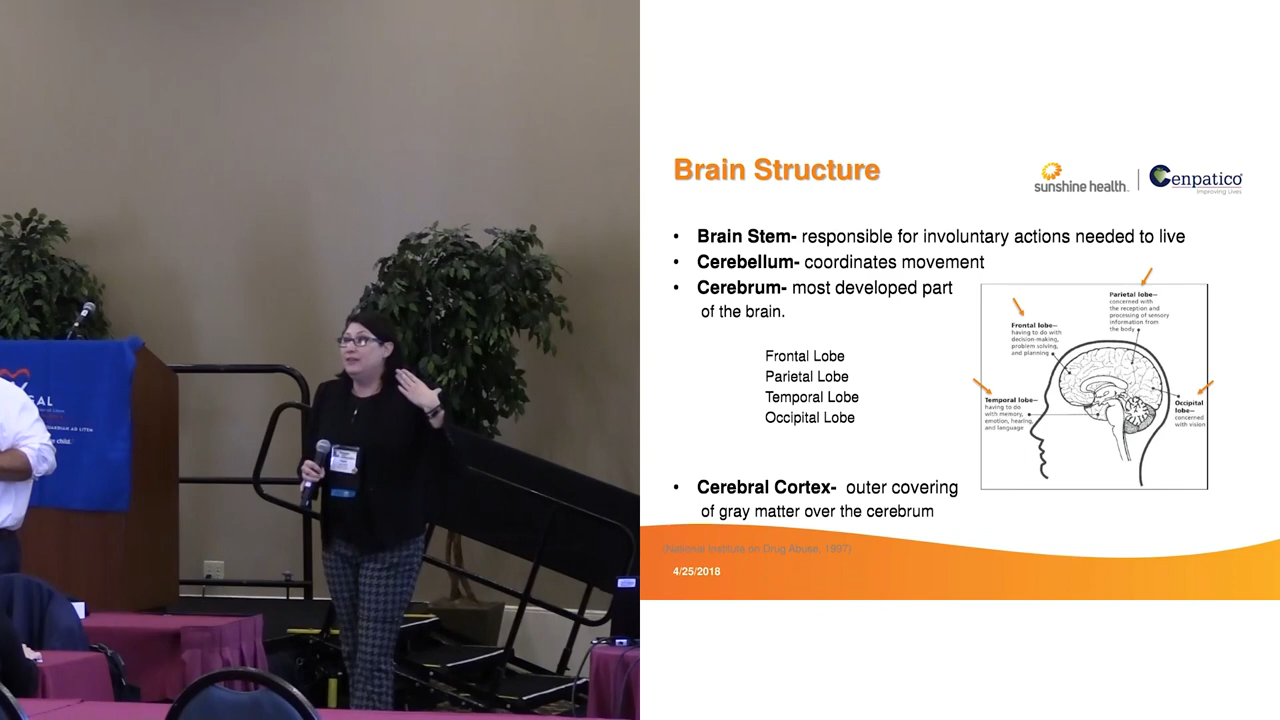 GAL
GUARDIAN AD LITEM
child.
Brain Structure
sunshine health.
Cenpatico
Improving Lives
• Brain Stem- responsible for involuntary actions needed to live
• Cerebellum- coordinates movement
• Cerebrum- most developed part
of the brain.
Frontal Lobe
Parietal Lobe
Temporal Lobe
Occipital Lobe
Parietal lobe—
concerned with
the reception and
processing of sensory
information from
the body
Frontal lobe—
having to do with
decision-making,
problem solving,
and planning
Temporal lobe—
having to do
with memory,
emotion, hearing,
and language
Occipital
lobe—
concerned
with vision
• Cerebral Cortex- outer covering
of gray matter over the cerebrum
(National Institute on Drug Abuse, 1997)
4/25/2018